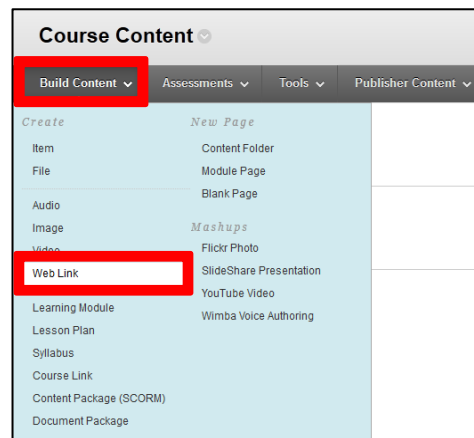 Course Content
Build Content
Assessments
Tools
Publisher Content
Create
Item
File
Audio
Image
Video
Web Link
Learning Module
Lesson Plan
Syllabus
Course Link
Content Package (SCORM)
Document Package
New Page
Content Folder
Module Page
Blank Page
Mashups
Flickr Photo
SlideShare Presentation
YouTube Video
Wimba Voice Authoring